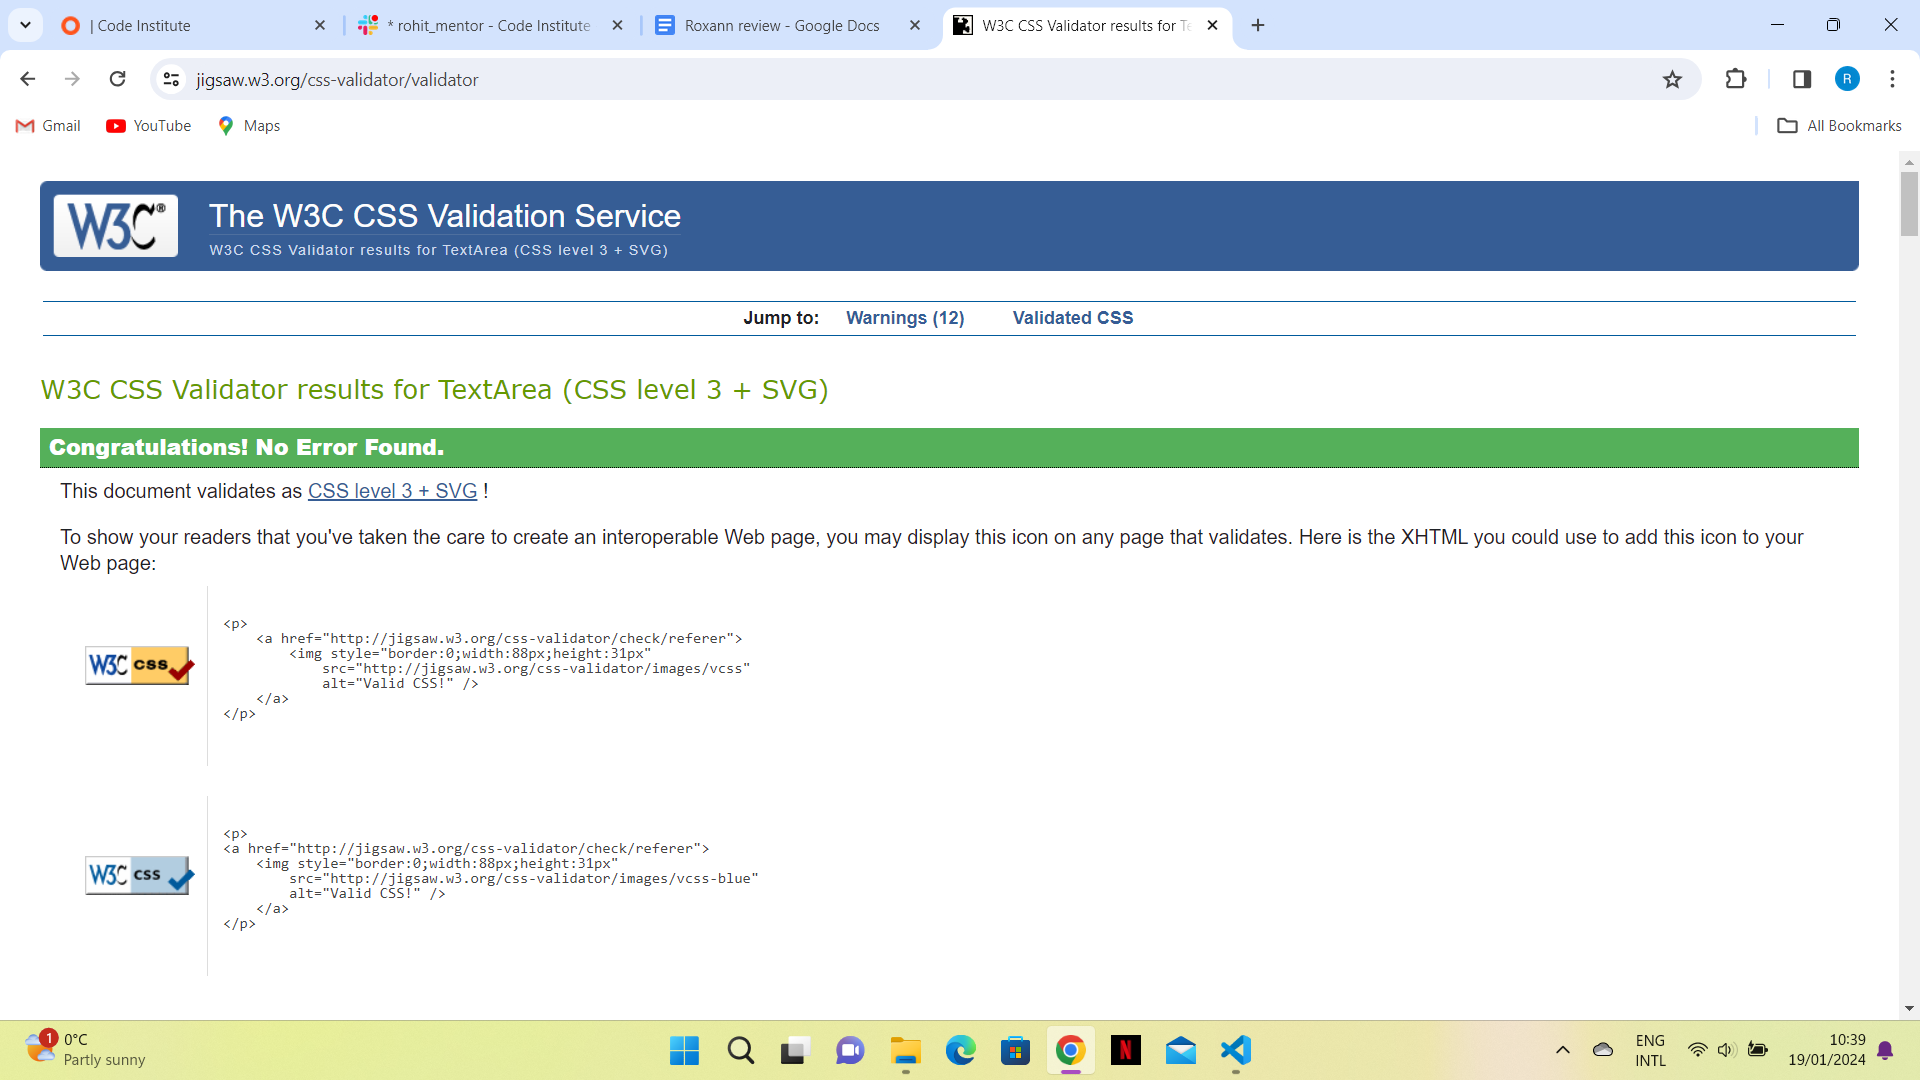 | Code Institute
* rohit_mentor - Code Institute
Roxann review - Google Docs
W3C CSS Validator results for Te
jigsaw.w3.org/css-validator/validator
R
Gmail
YouTube
Maps
All Bookmarks
W3C®
The W3C CSS Validation Service
W3C CSS Validator results for TextArea (CSS level 3 + SVG)
Jump to: Warnings (12) Validated CSS
W3C CSS Validator results for TextArea (CSS level 3 + SVG)
Congratulations! No Error Found.
This document validates as CSS level 3 + SVG !
To show your readers that you've taken the care to create an interoperable Web page, you may display this icon on any page that validates. Here is the XHTML you could use to add this icon to your
Web page:
W3C css
<p>
<a href="http://jigsaw.w3.org/css-validator/check/referer">
<img style="border:0;width:88px;height:31px"
src="http://jigsaw.w3.org/css-validator/images/vcss"
alt="Valid CSS!" />
</a>
</p>
W3C css
<p>
<a href="http://jigsaw.w3.org/css-validator/check/referer">
<img style="border:0;width:88px;height:31px"
src="http://jigsaw.w3.org/css-validator/images/vcss-blue"
alt="Valid CSS!" />
</a>
</p>
1
0°C
Partly sunny
N
ENG
INTL
10:39
19/01/2024